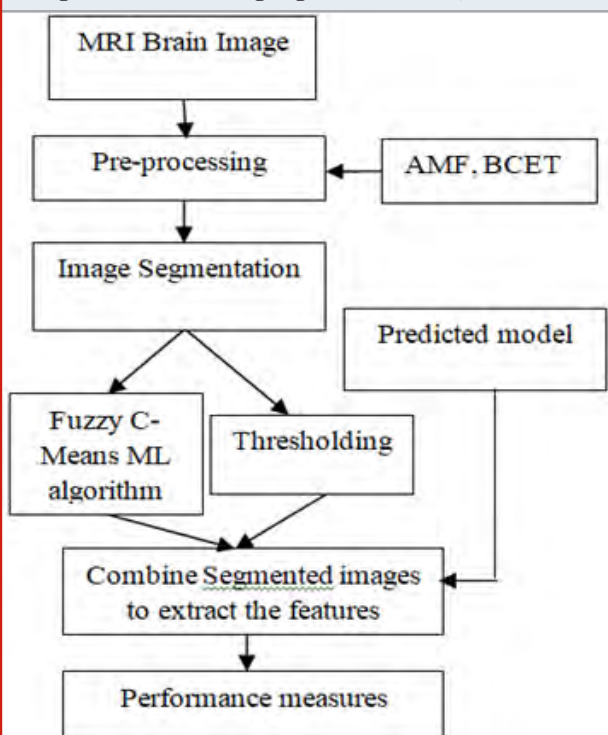 MRI Brain Image
Pre-processing
AMF, BCET
Image Segmentation
Predicted model
Fuzzy C-
Means ML
algorithm
Thresholding
Combine Segmented images
to extract the features
Performance measures